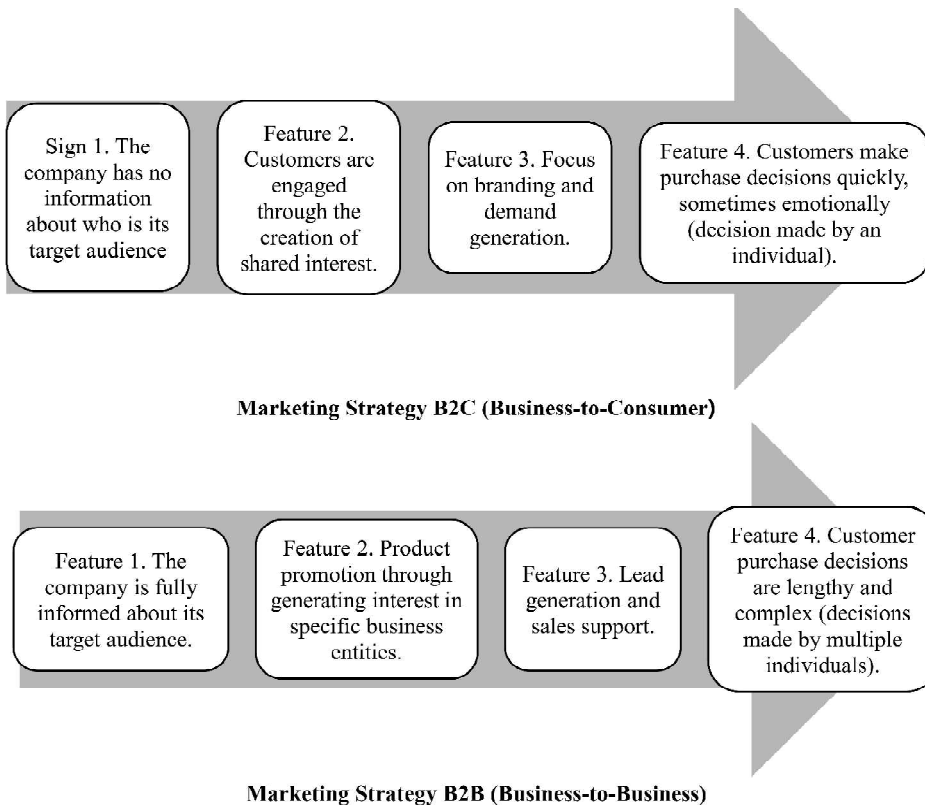 Sign 1. The
company has no
information
about who is its
target audience
Feature 2.
Customers are
engaged
through the
creation of
shared interest.
Feature 3. Focus
on branding and
demand
generation.
Feature 4. Customers make
purchase decisions quickly,
sometimes emotionally
(decision made by an
individual).
Marketing Strategy B2C (Business-to-Consumer)
Feature 1. The
company is fully
informed about its
target audience.
Feature 2. Product
promotion through
generating interest in
specific business
entities.
Feature 3. Lead
generation and
sales support.
Feature 4. Customer
purchase decisions
are lengthy and
complex (decisions
made by multiple
individuals).
Marketing Strategy B2B (Business-to-Business)